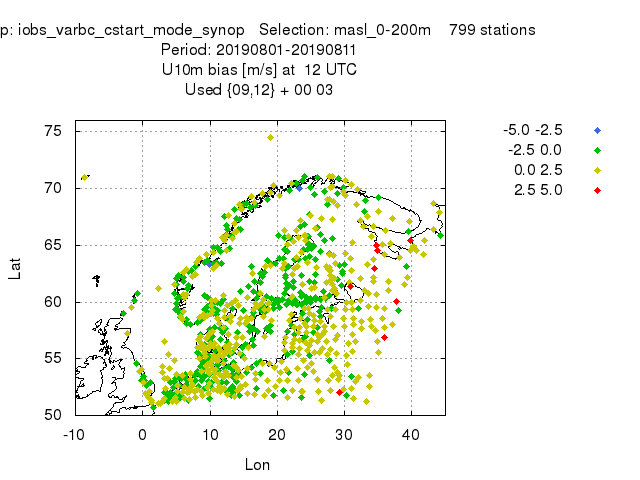 p: iobs_varbc_cstart_mode_synop Selection: masl_0-200m 799 stations
Period: 20190801-20190811
U10m bias [m/s] at 12 UTC
Used {09,12} + 00 03
-5.0 -2.5
-2.5 0.0
0.0 2.5
2.5 5.0
75
70
65
60
55
50
Lat
-10 0 10 20 30 40
Lon